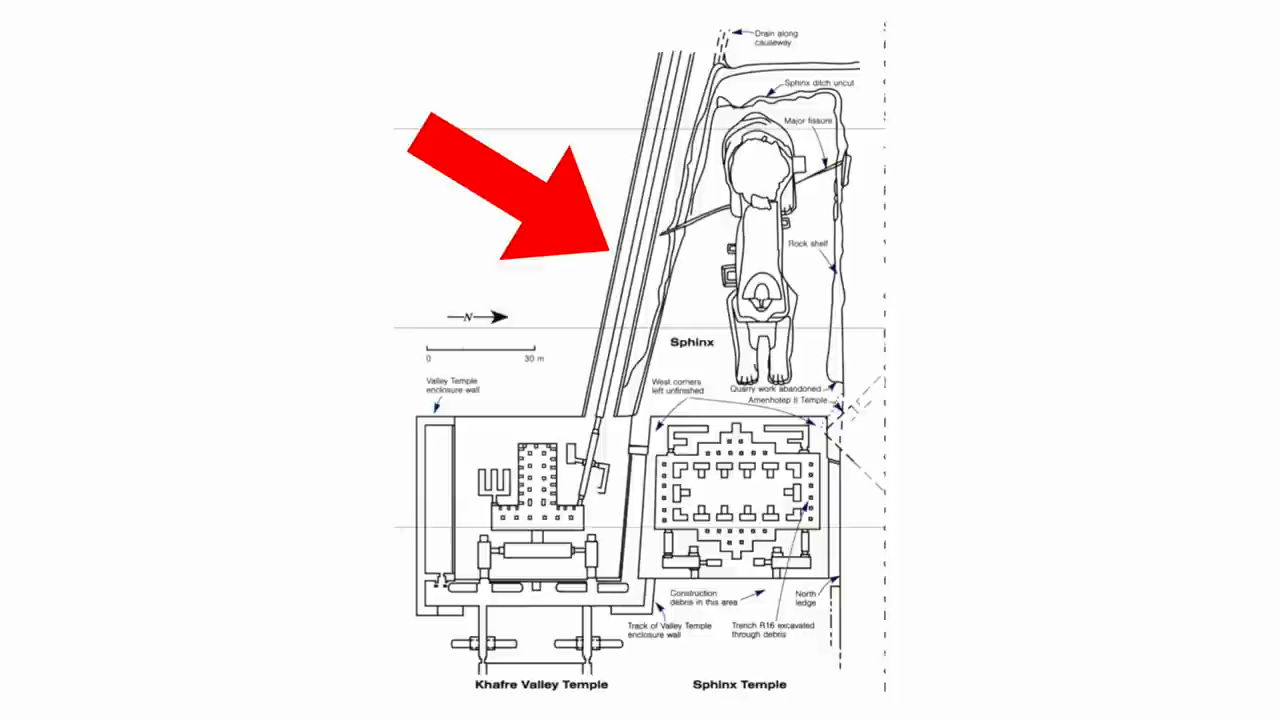 Drain along
causeway
Sphinx ditch uncut
Major fissure
Rock shelf
N
0 30 m
Sphinx
Valley Temple
enclosure wall
West corners
left unfinished
Quarry work abandoned
Amenhotep II Temple
Construction
debris in this area
North
ledge
Track of Valley Temple
enclosure wall
Trench R16 excavated
through debris
Khafre Valley Temple
Sphinx Temple